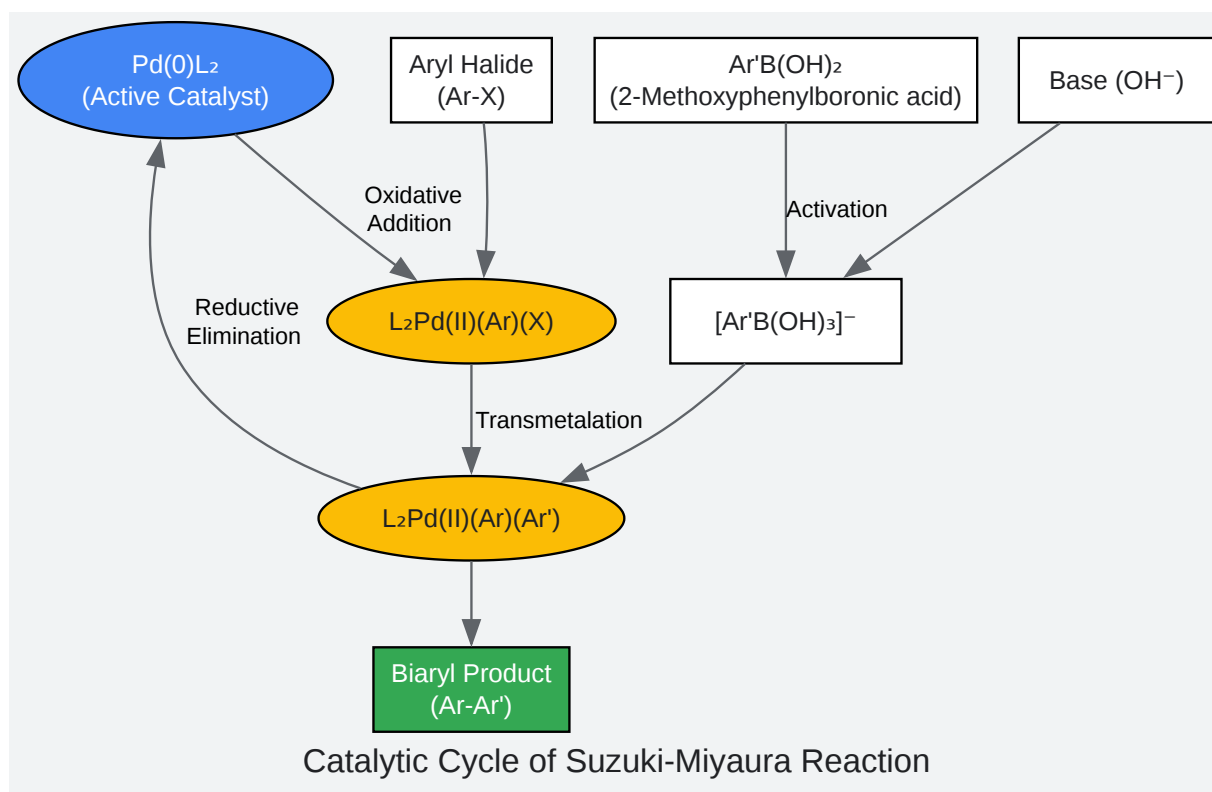 Pd(0)L₂
(Active Catalyst)
Aryl Halide
(Ar-X)
Ar'B(OH)₂
(2-Methoxyphenylboronic acid)
Base (OH⁻)
Oxidative
Addition
Activation
Reductive
Elimination
L₂Pd(II)(Ar)(X)
[Ar'B(OH)₃]⁻
Transmetalation
L₂Pd(II)(Ar)(Ar')
Biaryl Product
(Ar-Ar')
Catalytic Cycle of Suzuki-Miyaura Reaction